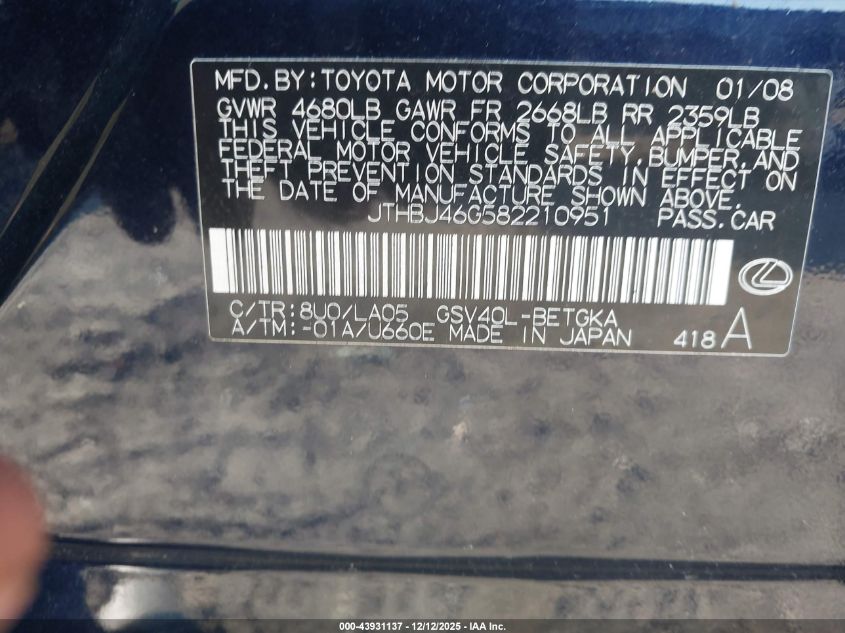 MFD.BY:TOYOTA MOTOR CORPORATION 01/08
GVWR 4680LB GAWR FR 2668LB RR 2359LB
THIS VEHICLE CONFORMS TO ALL APPLICABLE
FEDERAL MOTOR VEHICLE SAFETY,BUMPER,AND
THEFT PREVENTION STANDARDS IN EFFECT ON
THE DATE OF MANUFACTURE SHOWN ABOVE.
JTHBJ46G582210951 PASS.CAR
C/TR:8U0/LA05 GSV40L-BETGKA
A/TM:-01A/U660E MADE IN JAPAN 418A
000-43931137 - 12/12/2025 - IAA Inc.